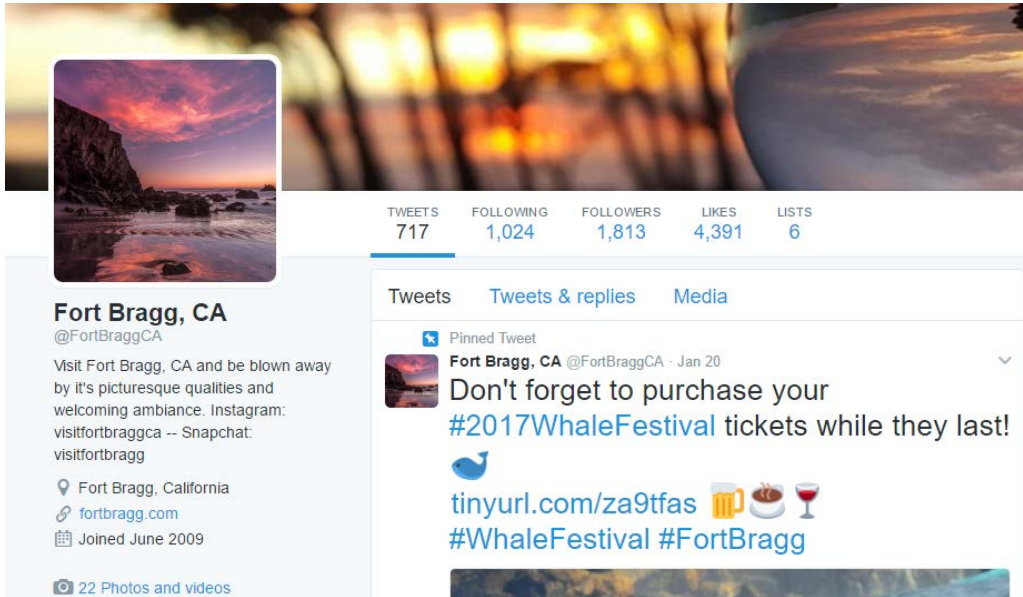 TWEETS FOLLOWING FOLLOWERS LIKES LISTS
717 1,024 1,813 4,391 6
Fort Bragg, CA
@FortBraggCA
Visit Fort Bragg, CA and be blown away
by it's picturesque qualities and
welcoming ambiance. Instagram:
visitfortbraggca -- Snapchat:
visitfortbragg
Fort Bragg, California
fortbragg.com
Joined June 2009
22 Photos and videos
Tweets Tweets & replies Media
Pinned Tweet
Fort Bragg, CA @FortBraggCA · Jan 20
Don't forget to purchase your
#2017WhaleFestival tickets while they last!
🐳
tinyurl.com/za9tfas 🍺☕🍷
#WhaleFestival #FortBragg